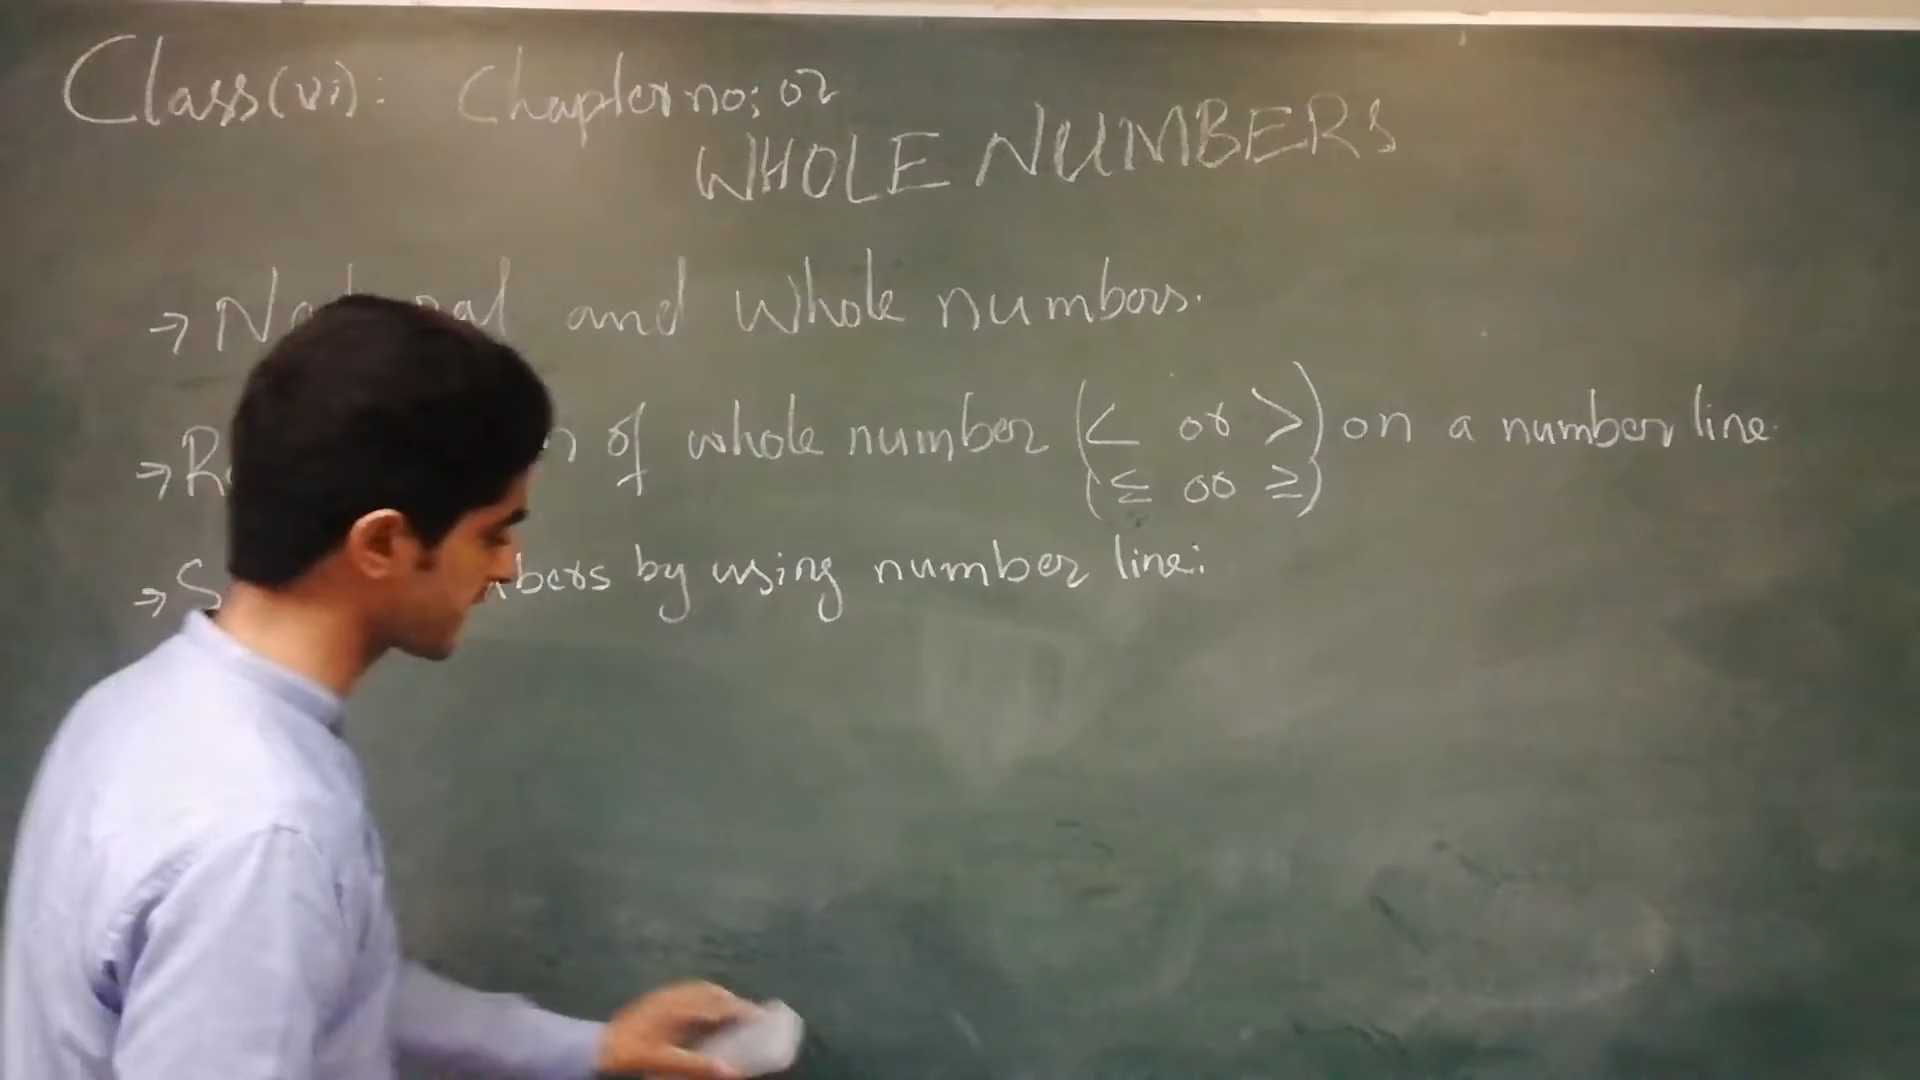 Class(vi): Chapter no; 02
WHOLE NUMBERS
→ Natural and Whole numbers.
→ of whole number (< or >) on a number line.
(≤ or ≥)
→ by using number line: